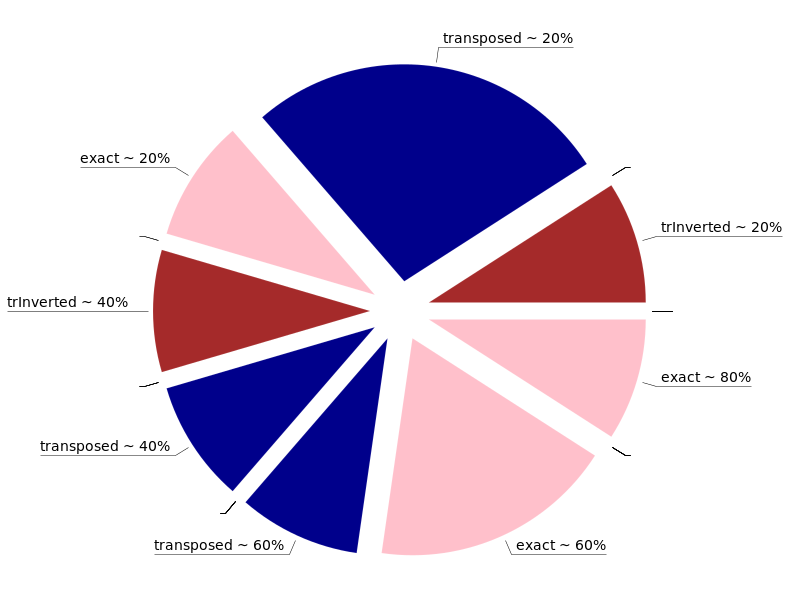 transposed ~ 20%
exact ~ 20%
trInverted ~ 20%
trInverted ~ 40%
exact ~ 80%
transposed ~ 40%
transposed ~ 60%
exact ~ 60%